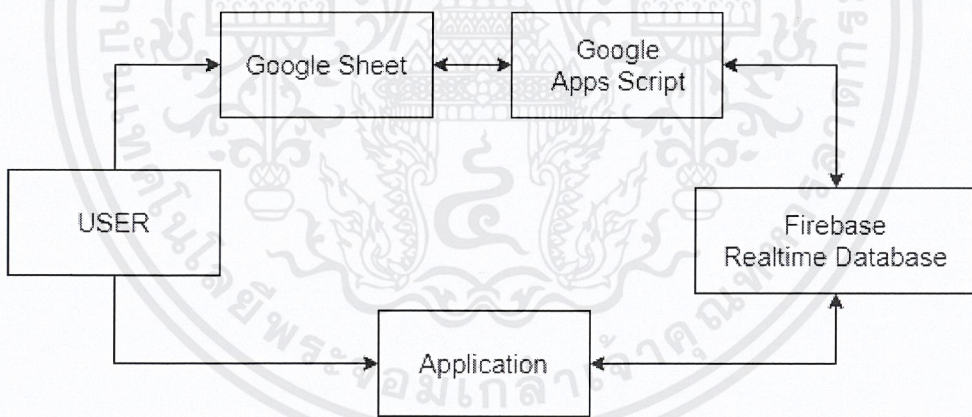 Google Sheet
Google
Apps Script
USER
Firebase
Realtime Database
Application